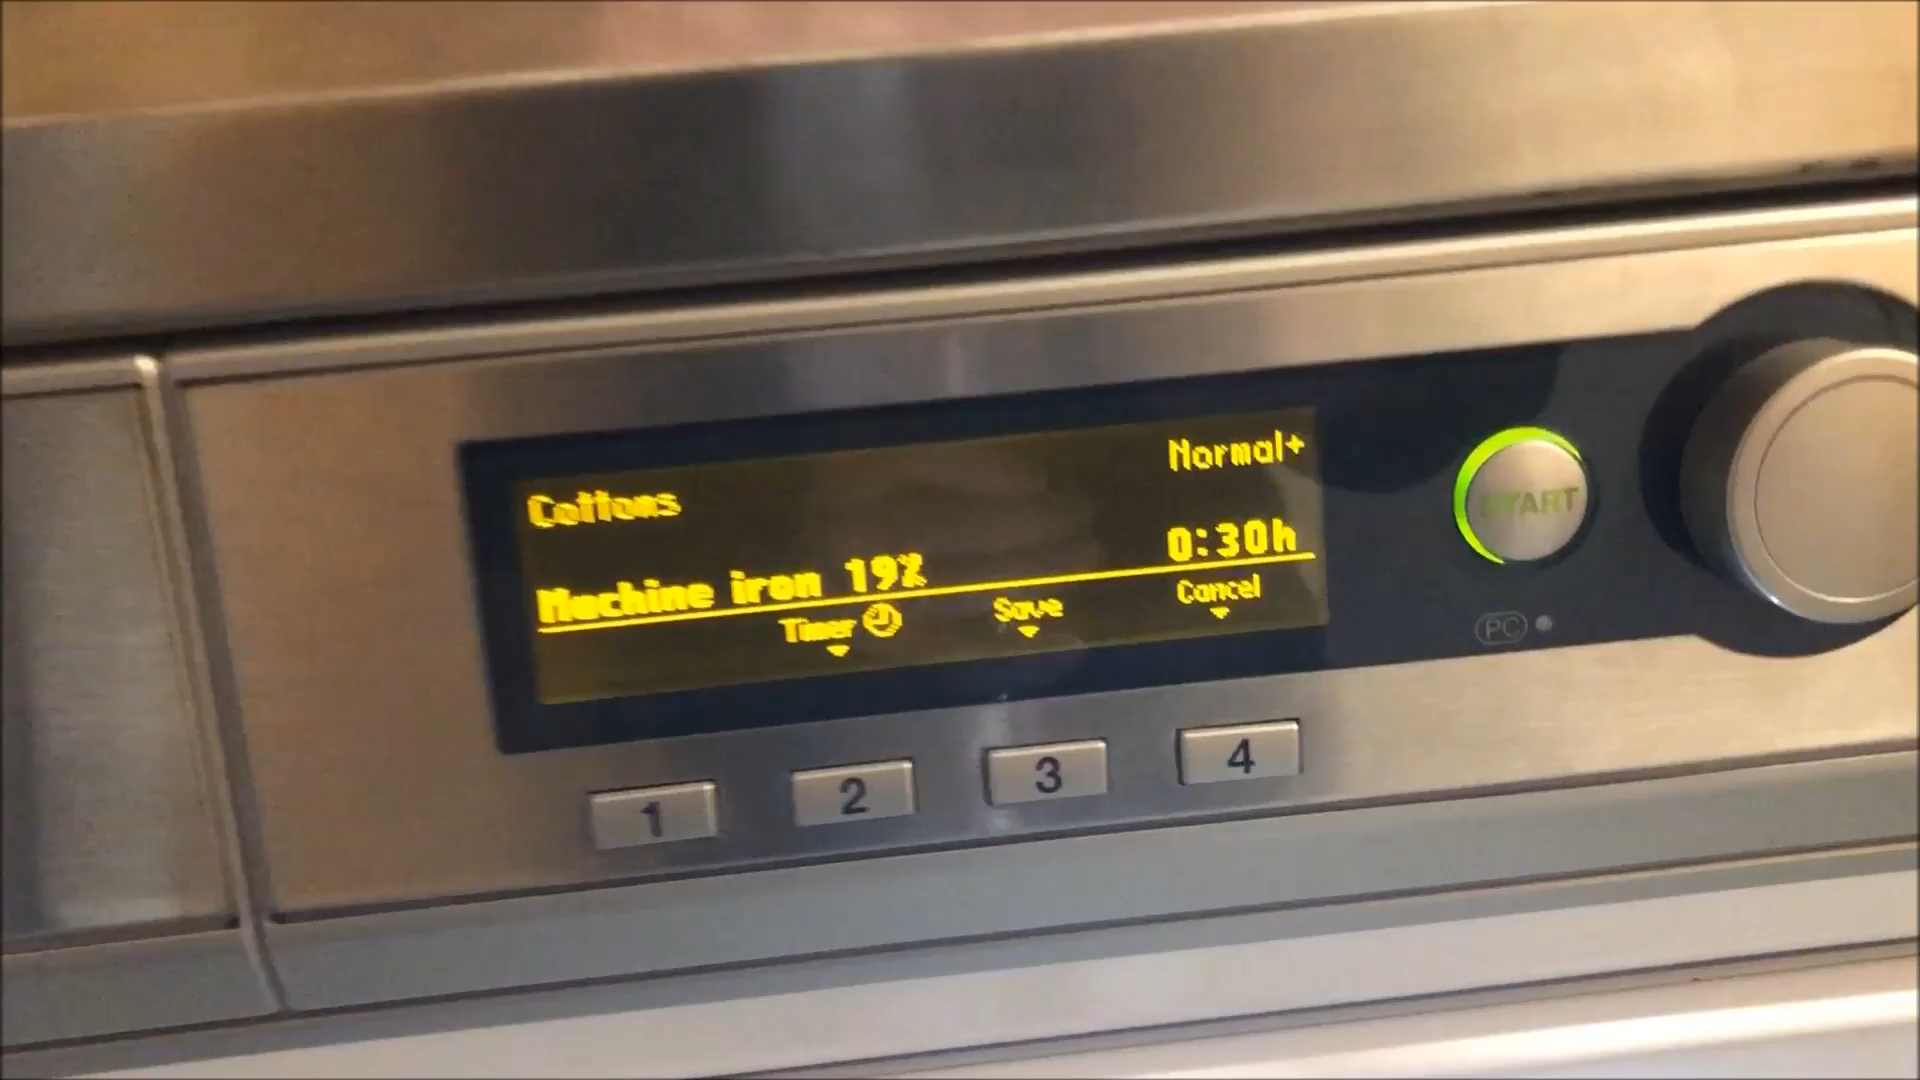 Normal+
Cottons
Machine iron 19% 0:30h
Timer Save Cancel
START
PC
1 2 3 4